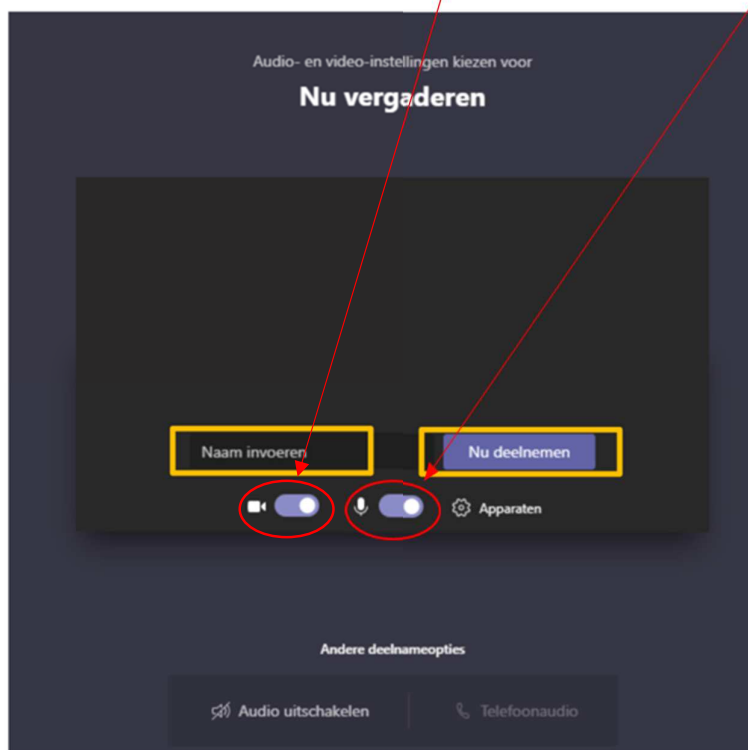 Audio- en video-instellingen kiezen voor
Nu vergaderen
Naam invoeren
Nu deelnemen
Apparaten
Andere deelnameopties
Audio uitschakelen
Telefoonaudio